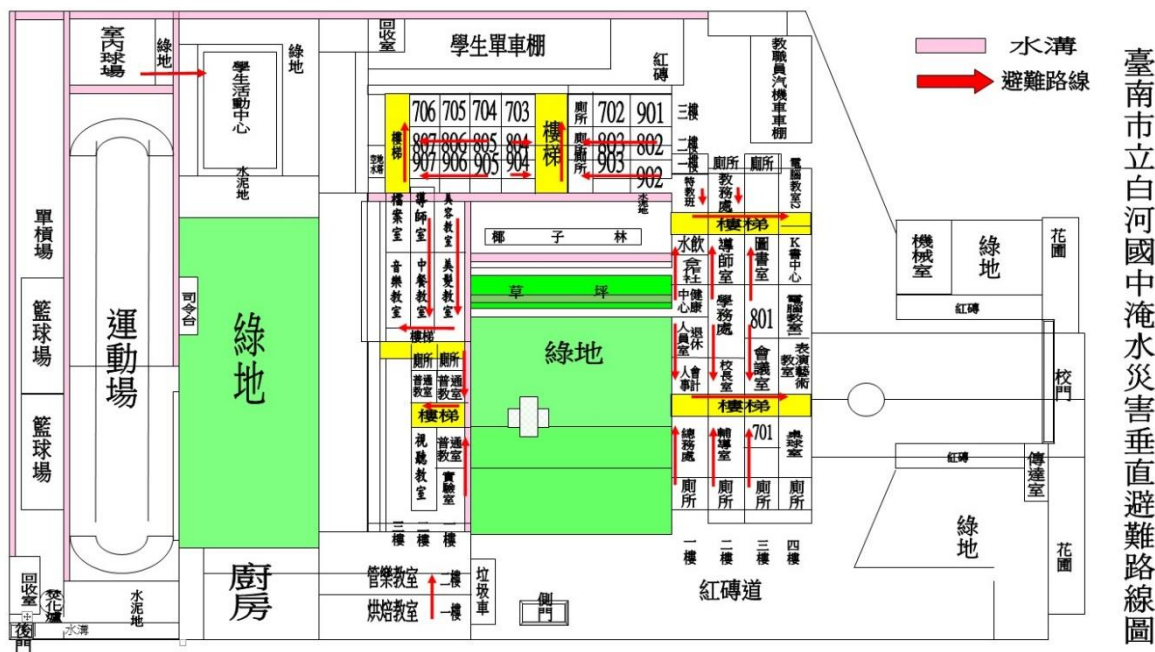 臺南市立白河國中淹水災害垂直避難路線圖
水溝
避難路線
室內球場
綠地
學生活動中心
綠地
水泥地
單槓場
籃球場
籃球場
運動場
司令台
綠地
回收室
焚化爐
後門
水溝
水泥地
廚房
回收室
學生單車棚
紅磚
教職員汽機車車棚
706 705 704 703 樓梯 廁所 702 901 三樓
樓梯 807 806 805 804 廁所 803 802 二樓
907 906 905 904 廁所 903 902 一樓
水泥地
檔案室 導師室 美容教室
音樂教室 中餐教室 美髮教室
樓梯
廁所 廁所
普通教室 普通教室
樓梯
視聽教室 普通教室
實驗室
三樓 二樓 一樓
管樂教室 二樓
烘焙教室 一樓
垃圾車
側門
椰子林
草坪
綠地
特教班 教務處 廁所 廁所 電腦教室2
樓梯
導師室 圖書室 K書中心
健康中心 學務處 801 電腦教室1
退休人員室 校長室 會議室 表演藝術教室
人事會計
樓梯
總務處 輔導室 701 桌球室
廁所 廁所 廁所 廁所
一樓 二樓 三樓 四樓
紅磚道
機械室
綠地
花圃
紅磚
校門
紅磚
傳達室
綠地
花圃